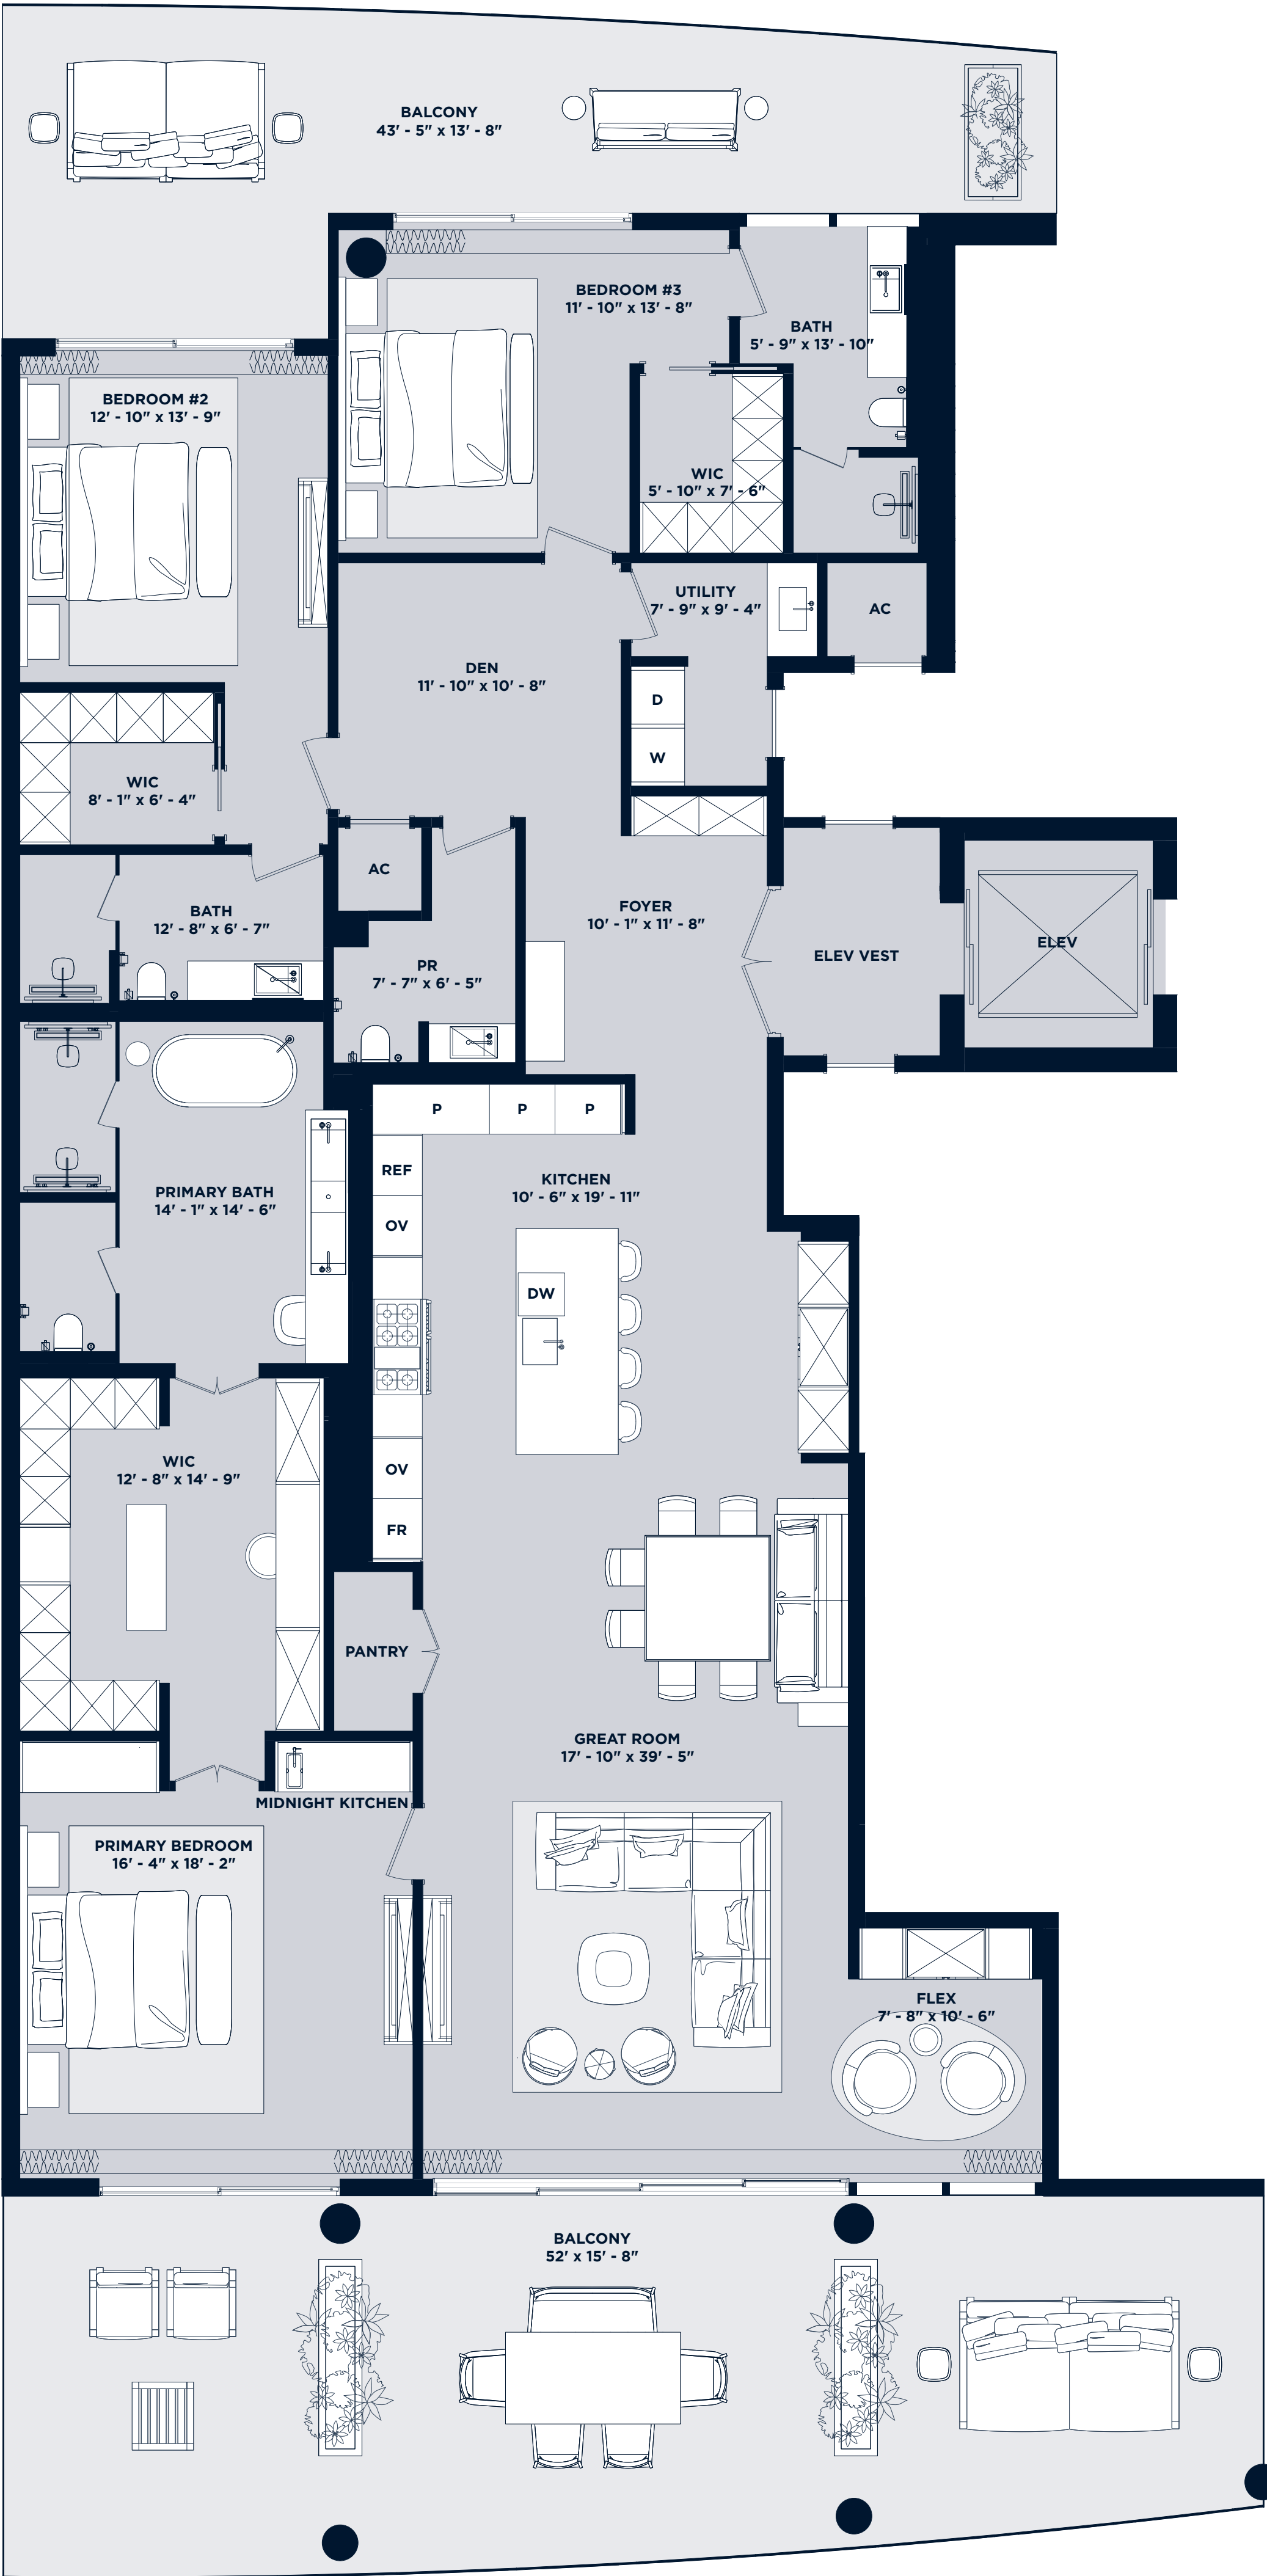 BALCONY
43' - 5" x 13' - 8"
BEDROOM #3
11' - 10" x 13' - 8"
BATH
5' - 9" x 13' - 10"
BEDROOM #2
12' - 10" x 13' - 9"
WIC
5' - 10" x 7' - 6"
UTILITY
7' - 9" x 9' - 4"
AC
DEN
11' - 10" x 10' - 8"
D
W
WIC
8' - 1" x 6' - 4"
AC
FOYER
10' - 1" x 11' - 8"
BATH
12' - 8" x 6' - 7"
ELEV VEST
ELEV
PR
7' - 7" x 6' - 5"
P
P
P
REF
KITCHEN
10' - 6" x 19' - 11"
PRIMARY BATH
14' - 1" x 14' - 6"
OV
DW
WIC
12' - 8" x 14' - 9"
OV
FR
PANTRY
GREAT ROOM
17' - 10" x 39' - 5"
MIDNIGHT KITCHEN
PRIMARY BEDROOM
16' - 4" x 18' - 2"
FLEX
7' - 8" x 10' - 6"
BALCONY
52' x 15' - 8"